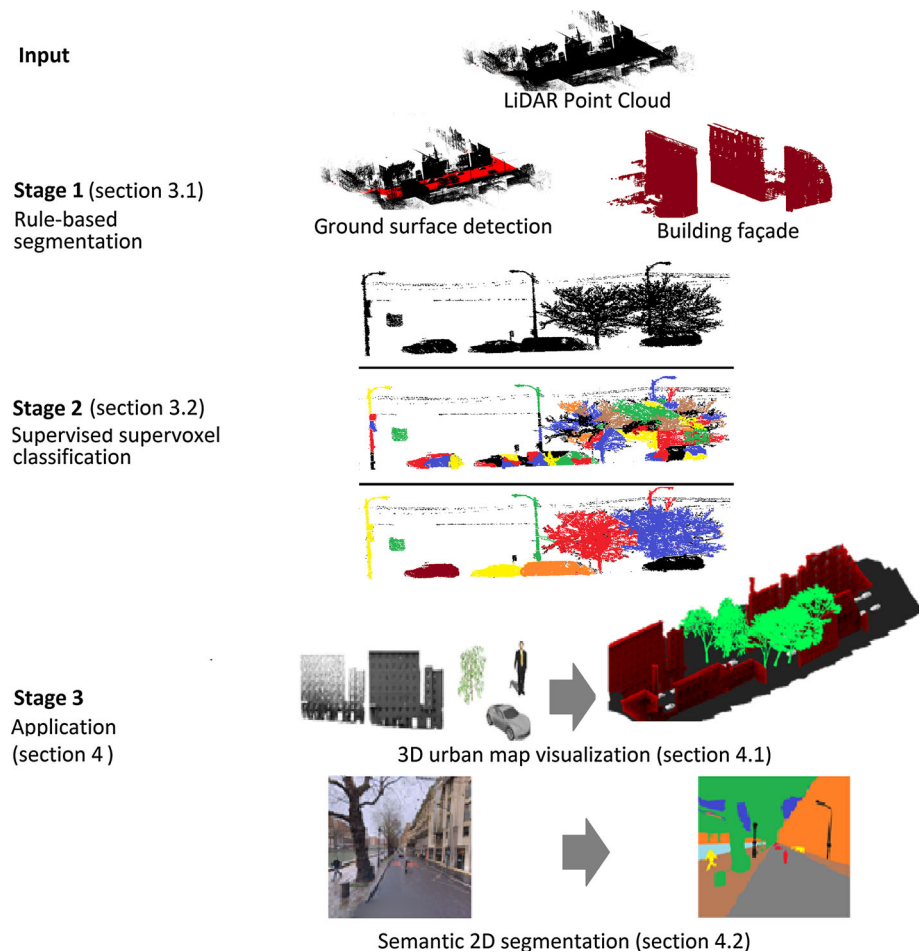 Input
LiDAR Point Cloud
Stage 1 (section 3.1)
Rule-based
segmentation
Ground surface detection
Building façade
Stage 2 (section 3.2)
Supervised supervoxel
classification
Stage 3
Application
(section 4 )
3D urban map visualization (section 4.1)
Semantic 2D segmentation (section 4.2)